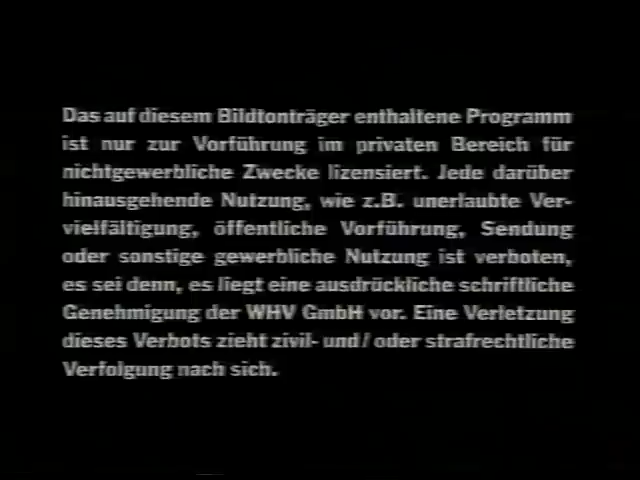 Das auf diesem Bildtonträger enthaltene Programm
ist nur zur Vorführung im privaten Bereich für
nichtgewerbliche Zwecke lizensiert. Jede darüber
hinausgehende Nutzung, wie z.B. unerlaubte Ver-
vielfältigung, öffentliche Vorführung, Sendung
oder sonstige gewerbliche Nutzung ist verboten,
es sei denn, es liegt eine ausdrückliche schriftliche
Genehmigung der WHV GmbH vor. Eine Verletzung
dieses Verbots zieht zivil- und/oder strafrechtliche
Verfolgung nach sich.